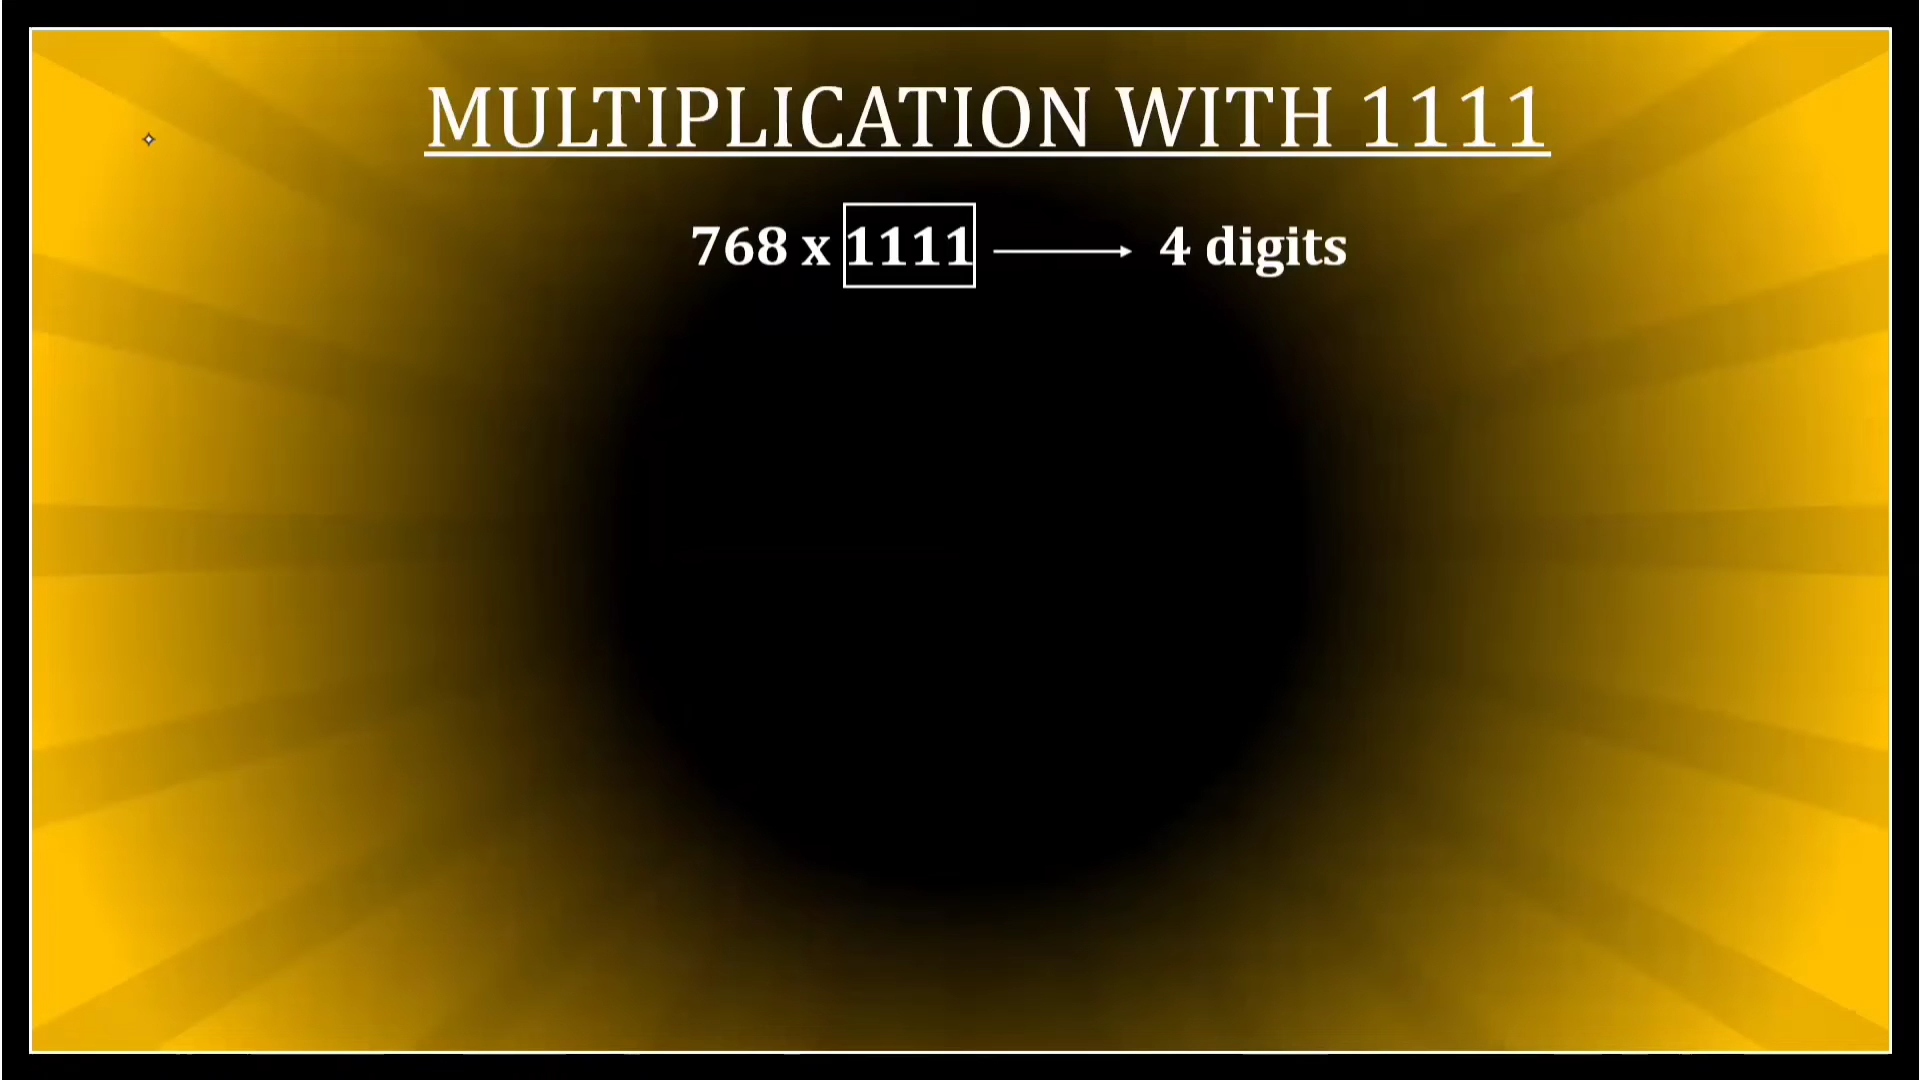 MULTIPLICATION WITH 1111
768 x 1111 → 4 digits